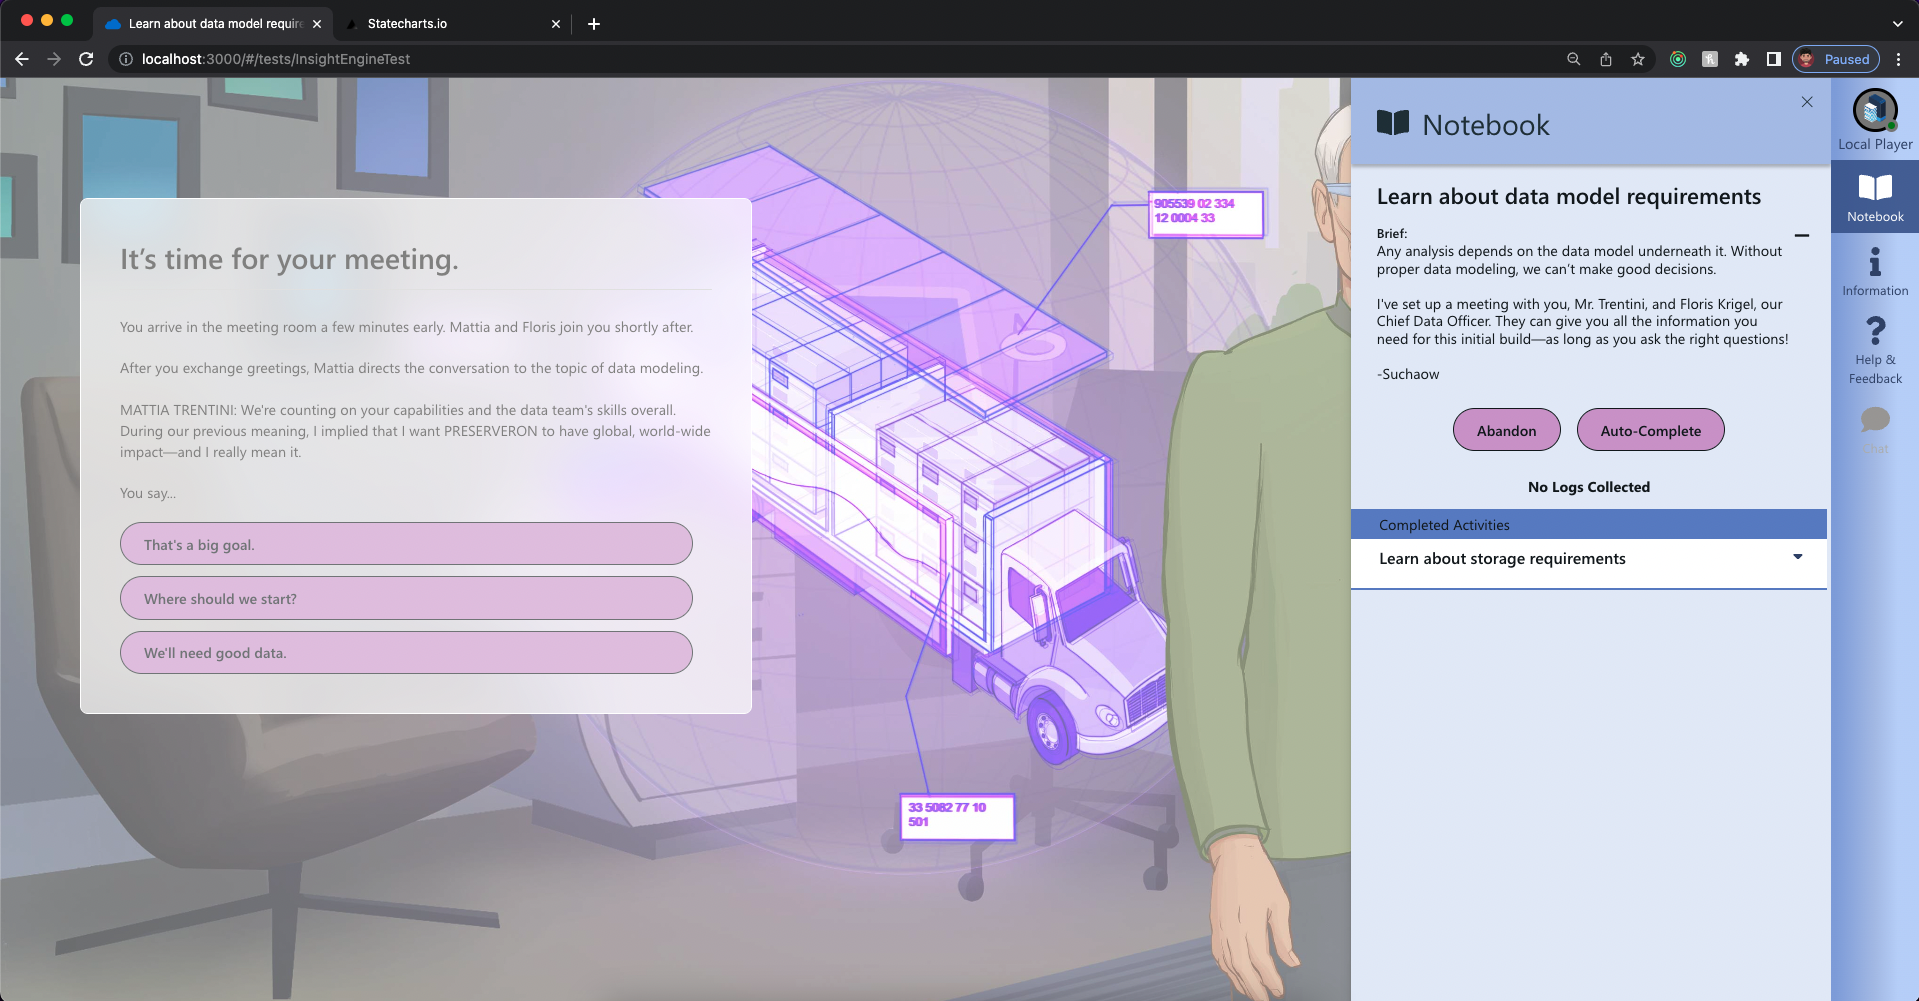 Learn about data model require
Statecharts.io
localhost:3000/#/tests/InsightEngineTest
Paused
It’s time for your meeting.
You arrive in the meeting room a few minutes early. Mattia and Floris join you shortly after.
After you exchange greetings, Mattia directs the conversation to the topic of data modeling.
MATTIA TRENTINI: We're counting on your capabilities and the data team's skills overall.
During our previous meaning, I implied that I want PRESERVERON to have global, world-wide
impact—and I really mean it.
You say...
That's a big goal.
Where should we start?
We'll need good data.
905539 02 334
12 0004 33
33 5082 77 10
501
Notebook
Learn about data model requirements
Brief:
Any analysis depends on the data model underneath it. Without
proper data modeling, we can’t make good decisions.
I've set up a meeting with you, Mr. Trentini, and Floris Krigel, our
Chief Data Officer. They can give you all the information you
need for this initial build—as long as you ask the right questions!
-Suchaow
Abandon
Auto-Complete
No Logs Collected
Completed Activities
Learn about storage requirements
Local Player
Notebook
Information
Help &
Feedback
Chat